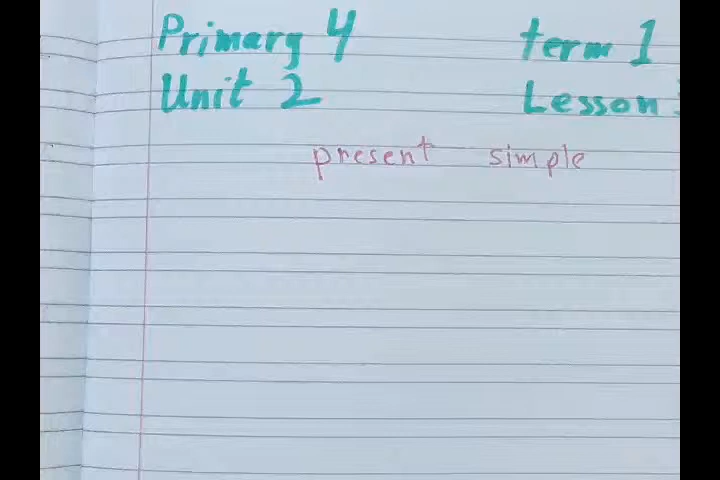 Primary 4 term 1
Unit 2 Lesson
present simple